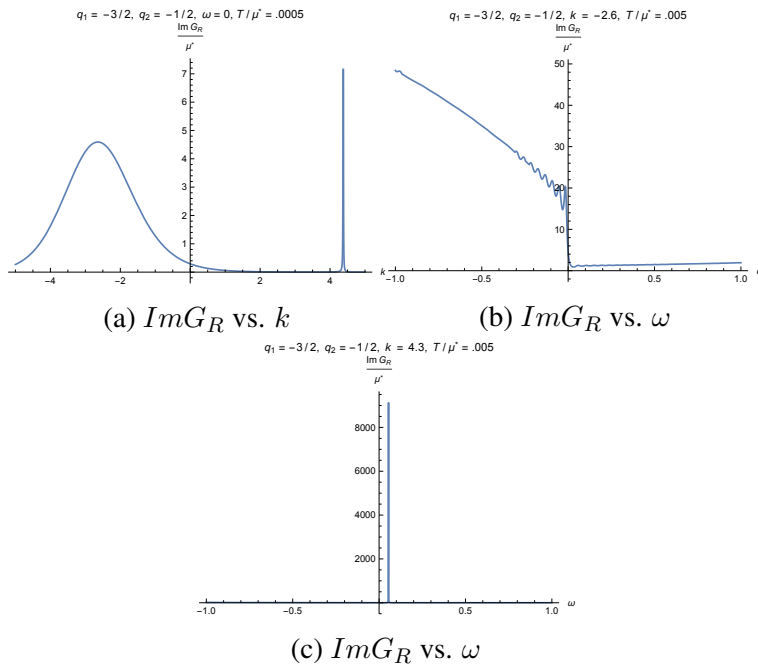 q₁ = −3/2, q₂ = −1/2, ω = 0, T / μ* = .0005
Im G_R
μ*
7
6
5
4
3
2
1
−4 −2 0 2 4
k
(a) ImG_R vs. k
q₁ = −3/2, q₂ = −1/2, k = −2.6, T / μ* = .005
Im G_R
μ*
50
40
30
20
10
−1.0 −0.5 0.5 1.0
(b) ImG_R vs. ω
q₁ = −3/2, q₂ = −1/2, k = 4.3, T / μ* = .005
Im G_R
μ*
8000
6000
4000
2000
−1.0 −0.5 0.5 1.0
ω
(c) ImG_R vs. ω